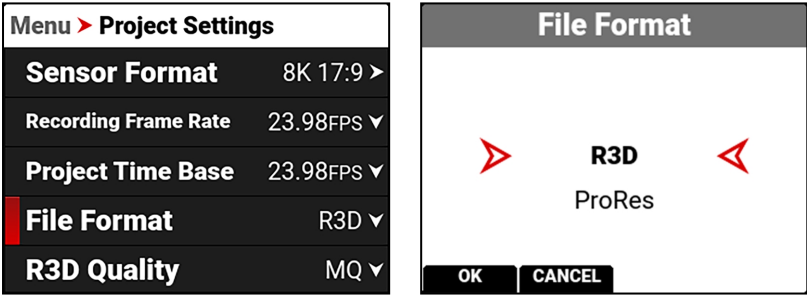 Menu > Project Settings
Sensor Format 8K 17:9
Recording Frame Rate 23.98FPS
Project Time Base 23.98FPS
File Format R3D
R3D Quality MQ
File Format
R3D
ProRes
OK CANCEL